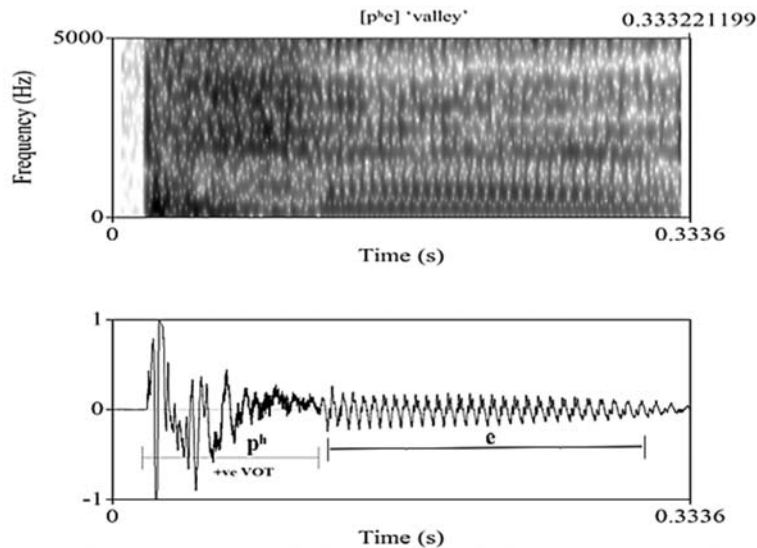 [pʰe] 'valley'
0.333221199
5000
Frequency (Hz)
0
0
0.3336
Time (s)
1
0
-1
pʰ
+ve VOT
e
0
0.3336
Time (s)